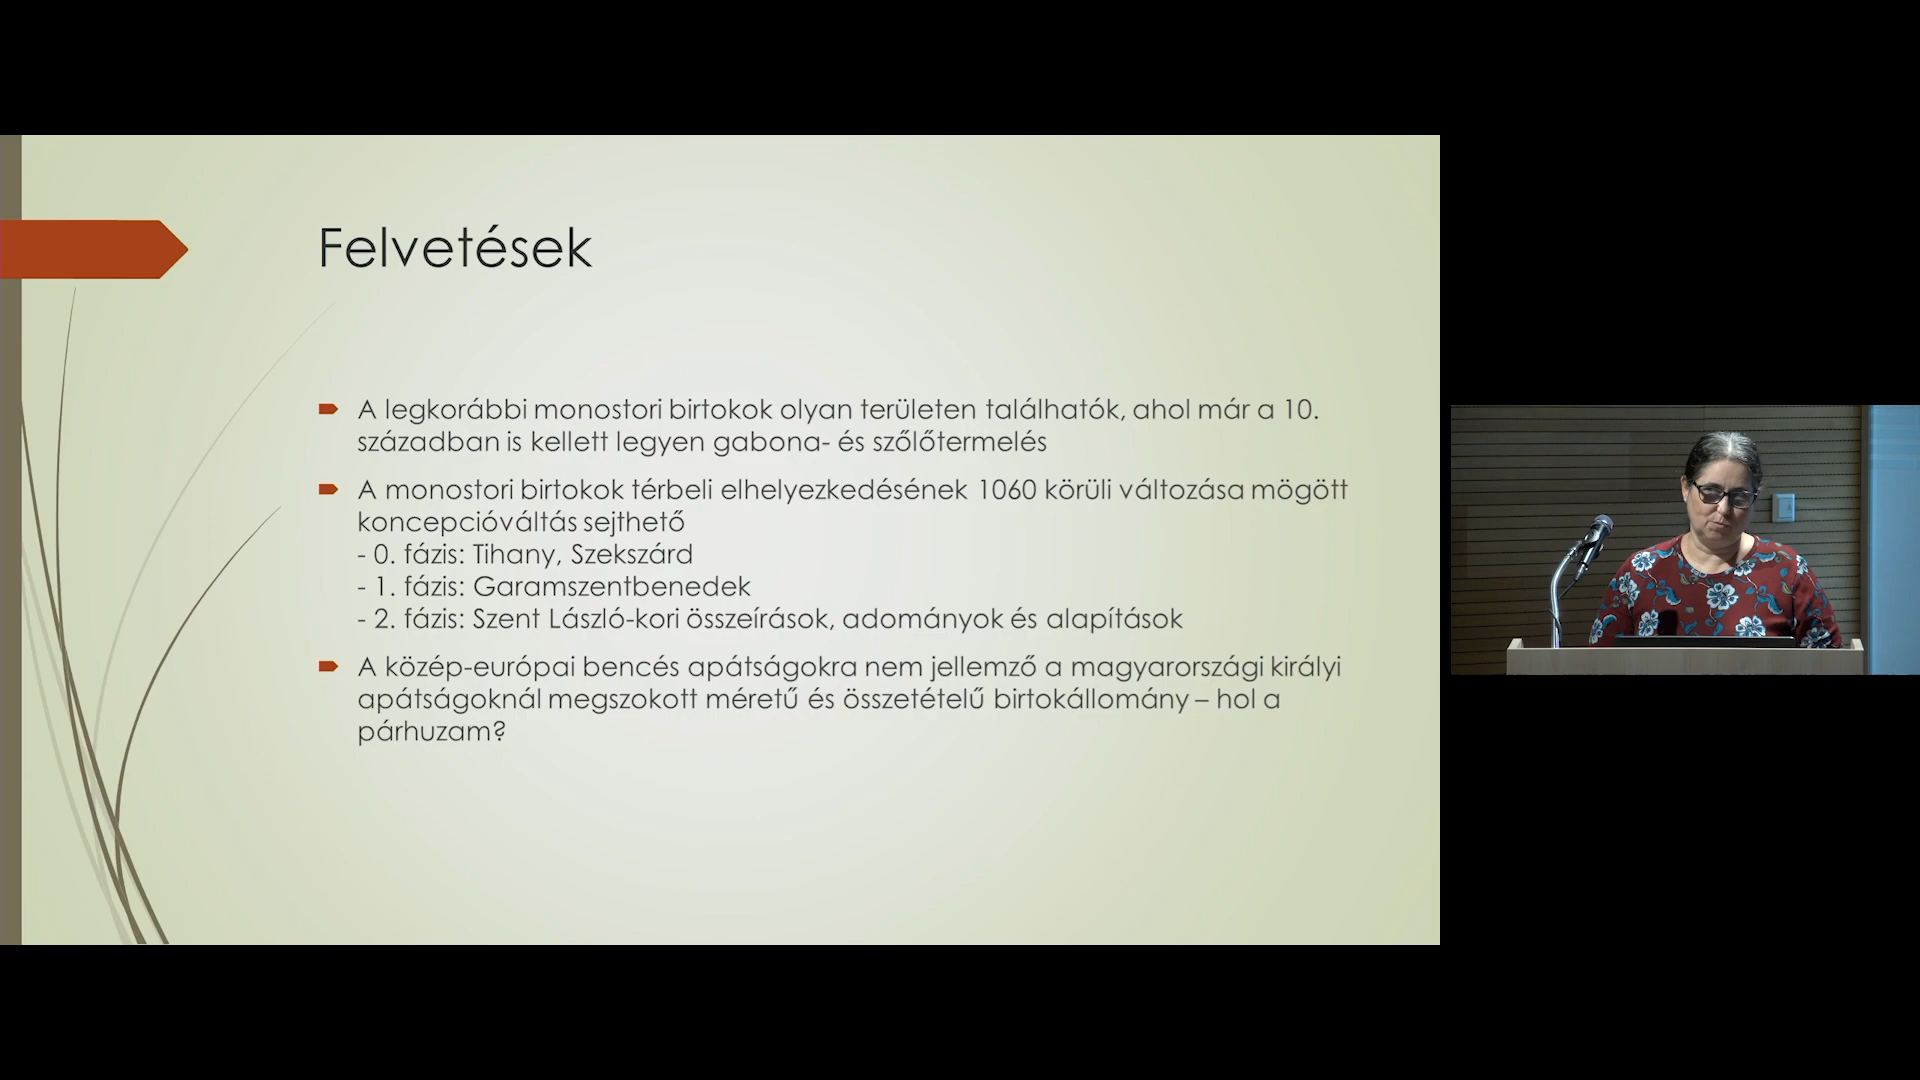 Felvetések
A legkorábbi monostori birtokok olyan területen találhatók, ahol már a 10.
században is kellett legyen gabona- és szőlőtermelés
A monostori birtokok térbeli elhelyezkedésének 1060 körüli változása mögött
koncepcióváltás sejthető
- 0. fázis: Tihany, Szekszárd
- 1. fázis: Garamszentbenedek
- 2. fázis: Szent László-kori összeírások, adományok és alapítások
A közép-európai bencés apátságokra nem jellemző a magyarországi királyi
apátságoknál megszokott méretű és összetételű birtokállomány – hol a
párhuzam?